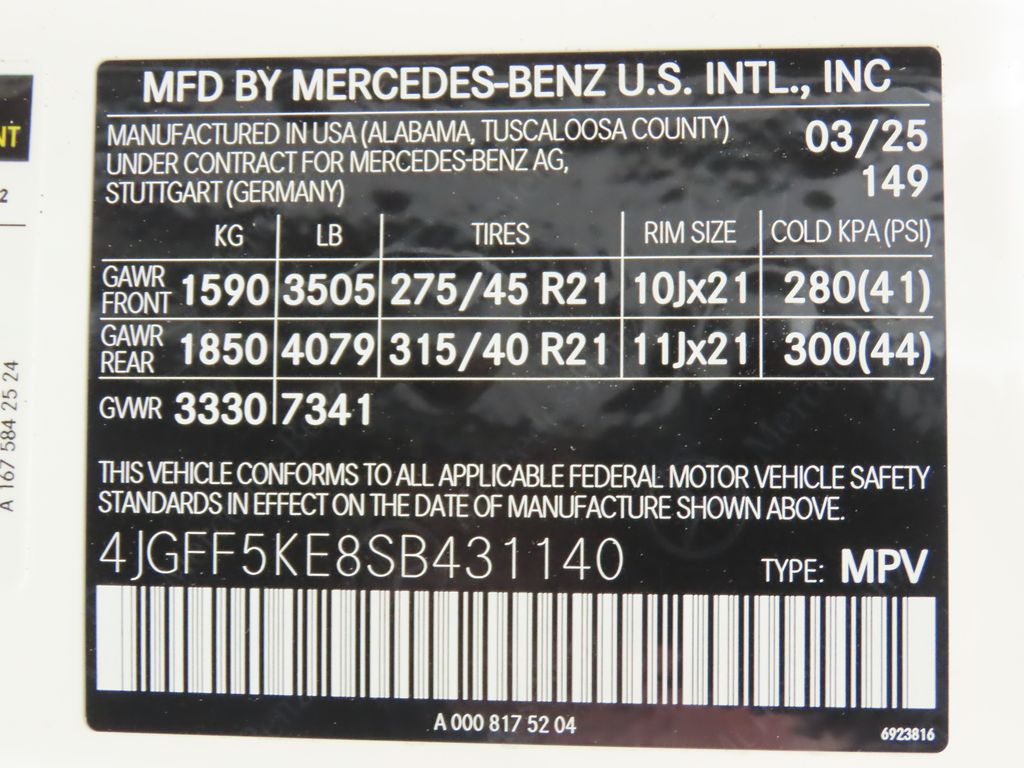 MFD BY MERCEDES-BENZ U.S. INTL., INC
MANUFACTURED IN USA (ALABAMA, TUSCALOOSA COUNTY) 03/25
UNDER CONTRACT FOR MERCEDES-BENZ AG,
STUTTGART (GERMANY) 149
KG LB TIRES RIM SIZE COLD KPA (PSI)
GAWR FRONT 1590 3505 275/45 R21 10Jx21 280(41)
GAWR REAR 1850 4079 315/40 R21 11Jx21 300(44)
GVWR 3330 7341
THIS VEHICLE CONFORMS TO ALL APPLICABLE FEDERAL MOTOR VEHICLE SAFETY
STANDARDS IN EFFECT ON THE DATE OF MANUFACTURE SHOWN ABOVE.
4JGFF5KE8SB431140 TYPE: MPV
A 000 817 52 04 6923816
NT
2
A 167 584 25 24